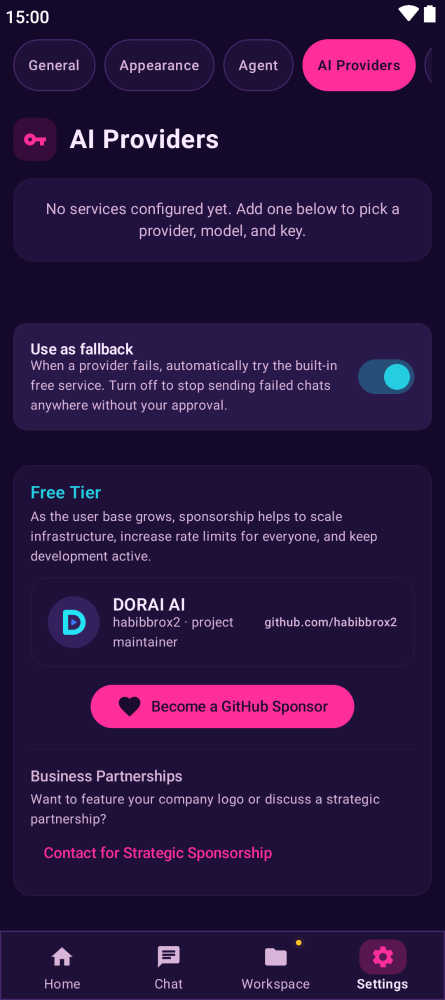 15:00
General
Appearance
Agent
AI Providers
AI Providers
No services configured yet. Add one below to pick a
provider, model, and key.
Use as fallback
When a provider fails, automatically try the built-in
free service. Turn off to stop sending failed chats
anywhere without your approval.
Free Tier
As the user base grows, sponsorship helps to scale
infrastructure, increase rate limits for everyone, and keep
development active.
DORAI AI
habibbrox2 · project
maintainer
github.com/habibbrox2
Become a GitHub Sponsor
Business Partnerships
Want to feature your company logo or discuss a strategic
partnership?
Contact for Strategic Sponsorship
Home
Chat
Workspace
Settings